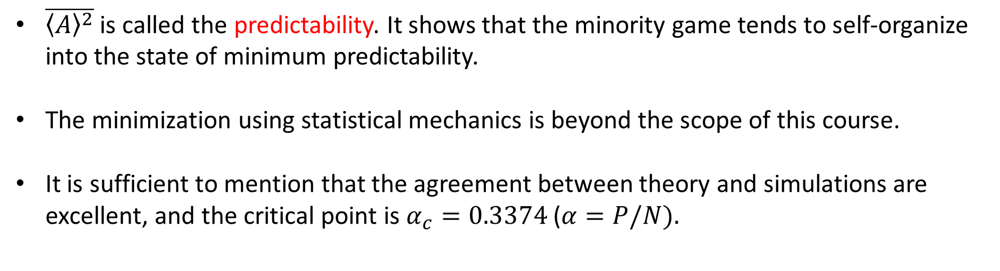 • $\overline{\langle A \rangle^2}$ is called the predictability. It shows that the minority game tends to self-organize
into the state of minimum predictability.
• The minimization using statistical mechanics is beyond the scope of this course.
• It is sufficient to mention that the agreement between theory and simulations are
excellent, and the critical point is $\alpha_c = 0.3374 \, (\alpha = P/N)$.